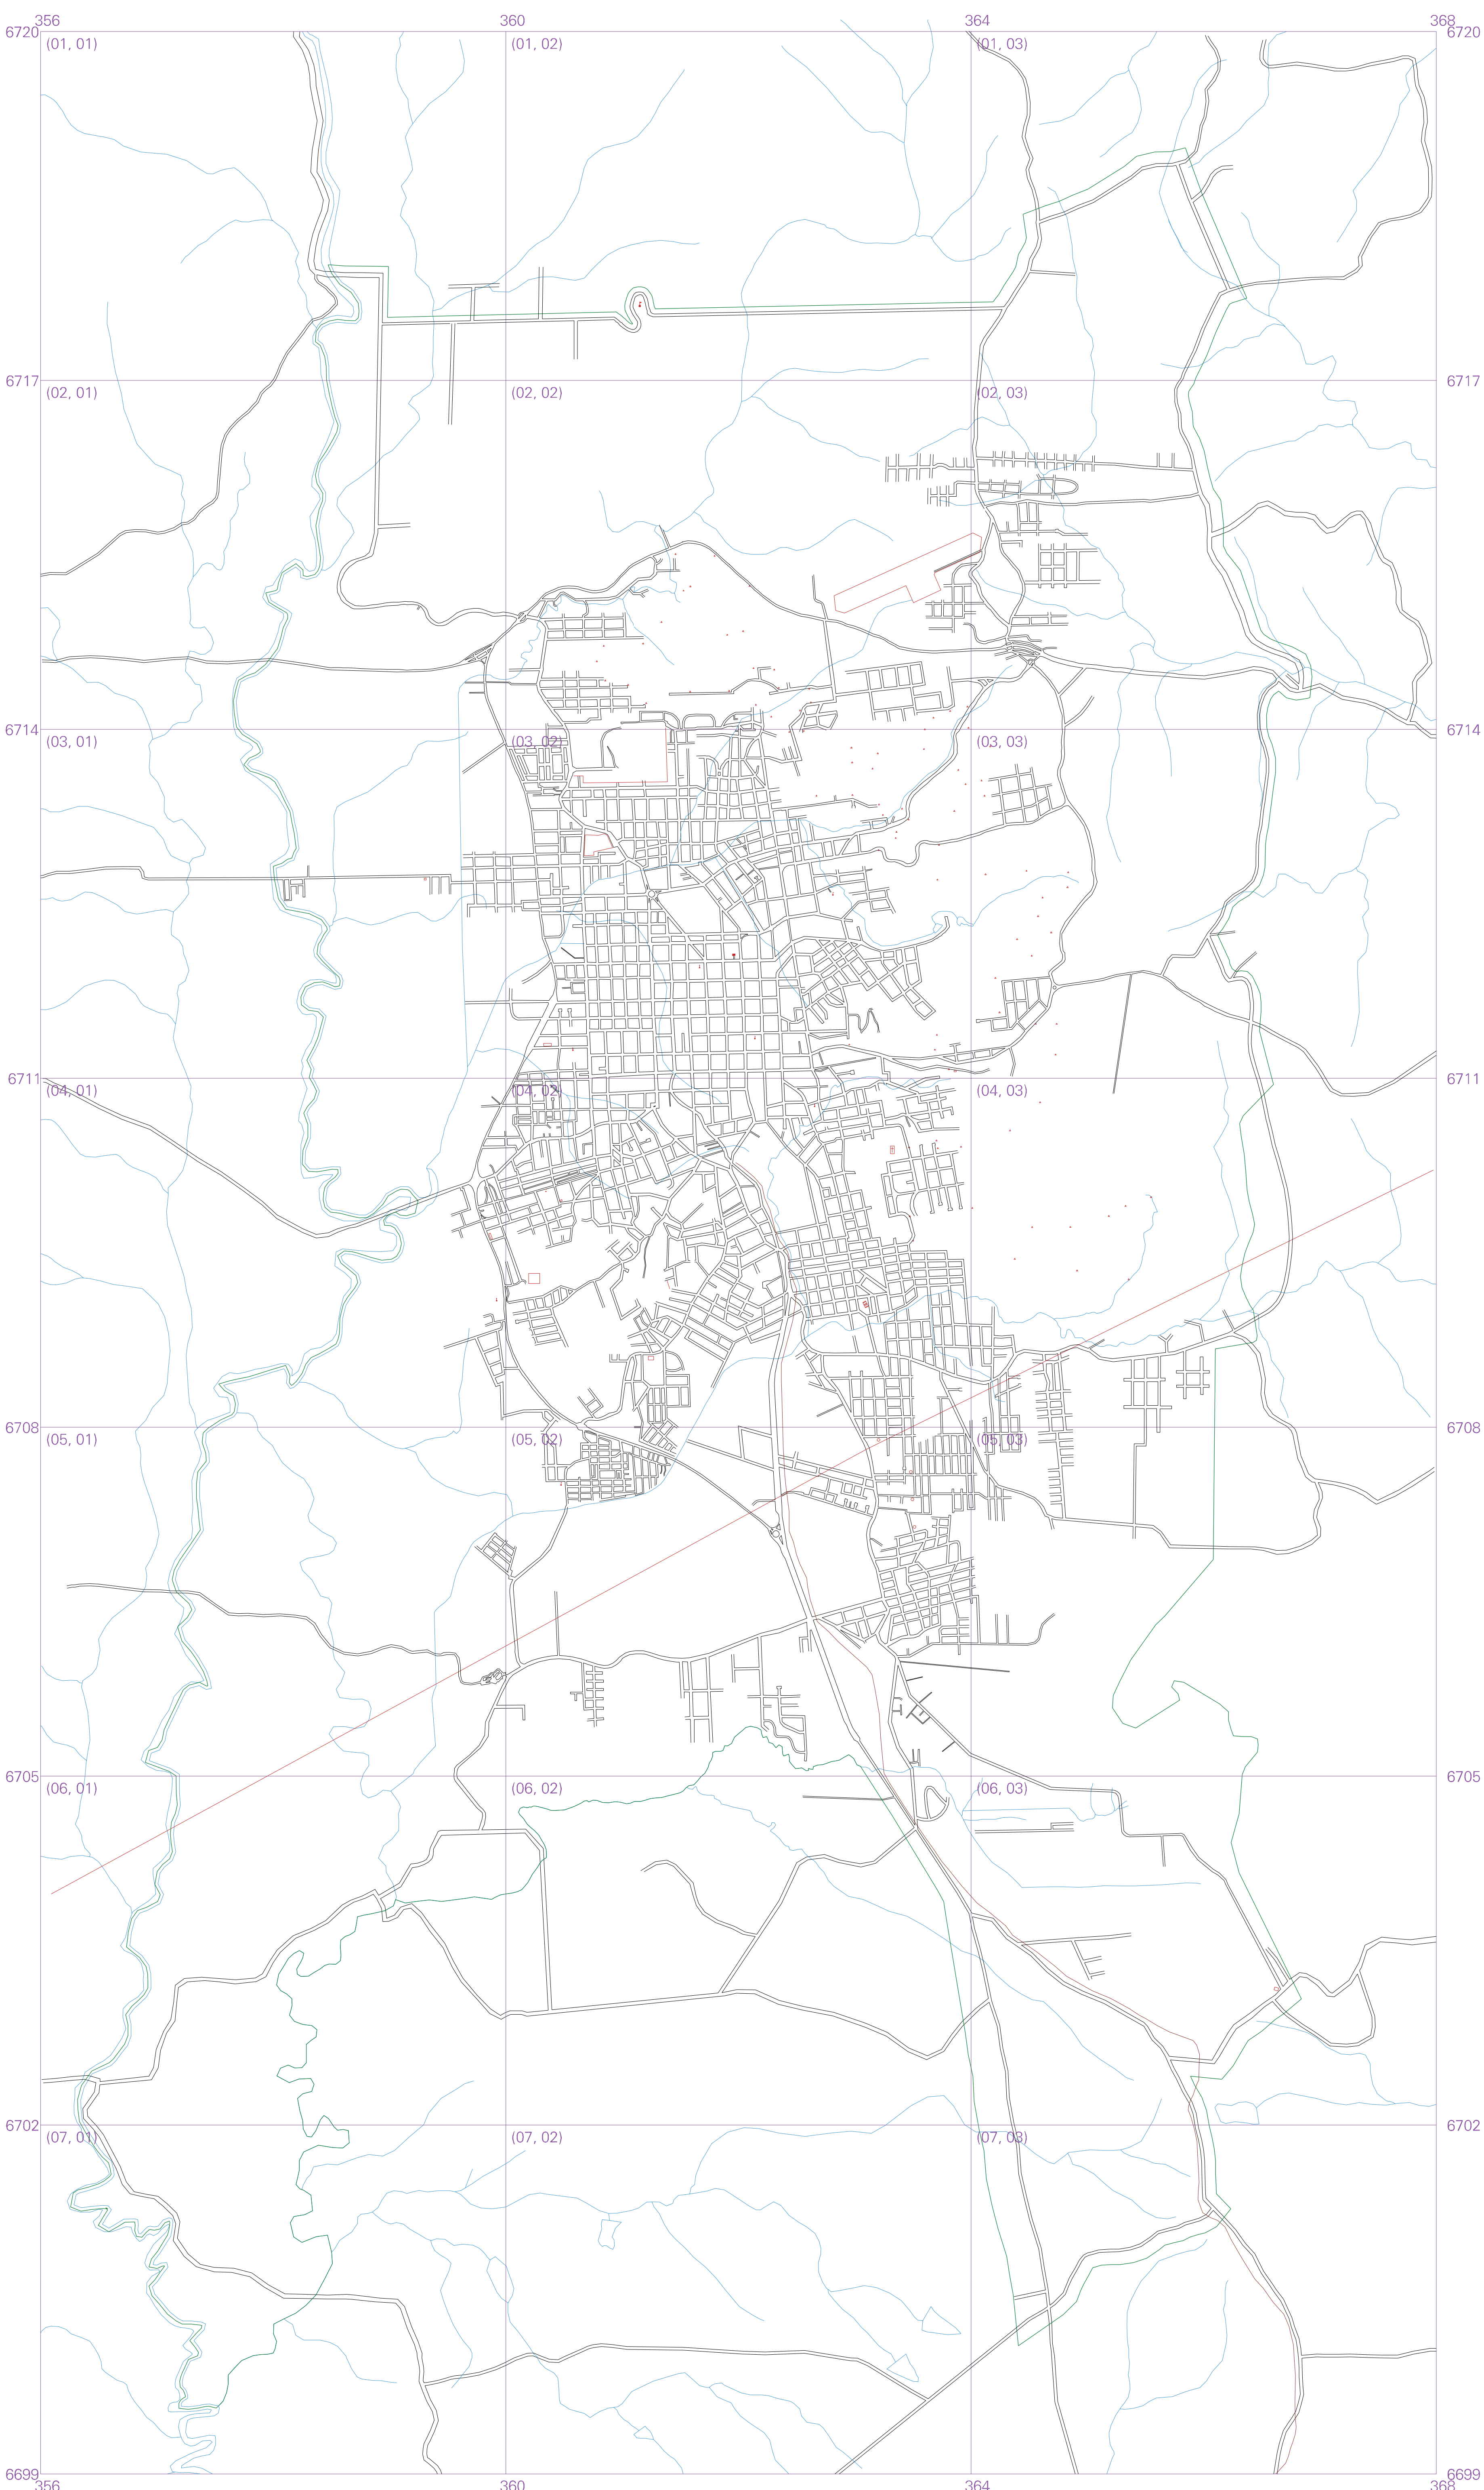 356 360 364 368
6720 6720
(01, 01) (01, 02) (01, 03)
6717 6717
(02, 01) (02, 02) (02, 03)
6714 6714
(03, 01) (03, 02) (03, 03)
6711 6711
(04, 01) (04, 02) (04, 03)
6708 6708
(05, 01) (05, 02) (05, 03)
6705 6705
(06, 01) (06, 02) (06, 03)
6702 6702
(07, 01) (07, 02) (07, 03)
6699 6699
356 360 364 368